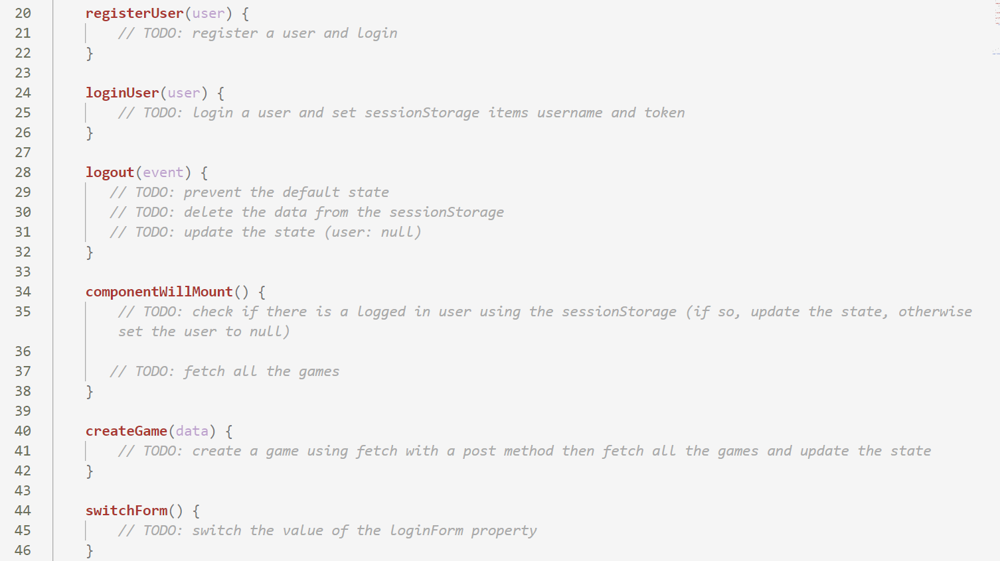 20 registerUser(user) {
21 // TODO: register a user and login
22 }
23
24 loginUser(user) {
25 // TODO: login a user and set sessionStorage items username and token
26 }
27
28 logout(event) {
29 // TODO: prevent the default state
30 // TODO: delete the data from the sessionStorage
31 // TODO: update the state (user: null)
32 }
33
34 componentWillMount() {
35 // TODO: check if there is a logged in user using the sessionStorage (if so, update the state, otherwise
set the user to null)
36
37 // TODO: fetch all the games
38 }
39
40 createGame(data) {
41 // TODO: create a game using fetch with a post method then fetch all the games and update the state
42 }
43
44 switchForm() {
45 // TODO: switch the value of the loginForm property
46 }